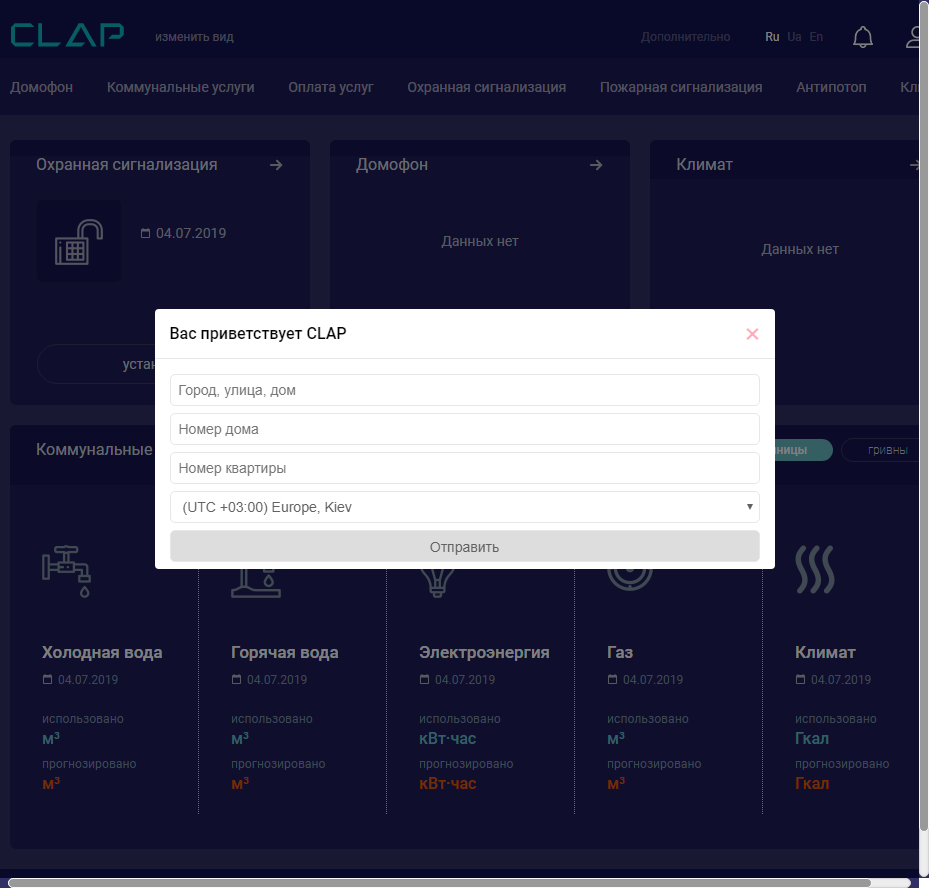 CLAP изменить вид Дополнительно Ru Ua En
Домофон Коммунальные услуги Оплата услуг Охранная сигнализация Пожарная сигнализация Антипотоп
Охранная сигнализация Домофон Климат
04.07.2019
Данных нет
Данных нет
Вас приветствует CLAP
Город, улица, дом
Номер дома
Номер квартиры
(UTC +03:00) Europe, Kiev
Отправить
Коммунальные гривны
Холодная вода Горячая вода Электроэнергия Газ Климат
04.07.2019 04.07.2019 04.07.2019 04.07.2019 04.07.2019
использовано использовано использовано использовано использовано
м³ м³ кВт·час м³ Гкал
прогнозировано прогнозировано прогнозировано прогнозировано прогнозировано
м³ м³ кВт·час м³ Гкал